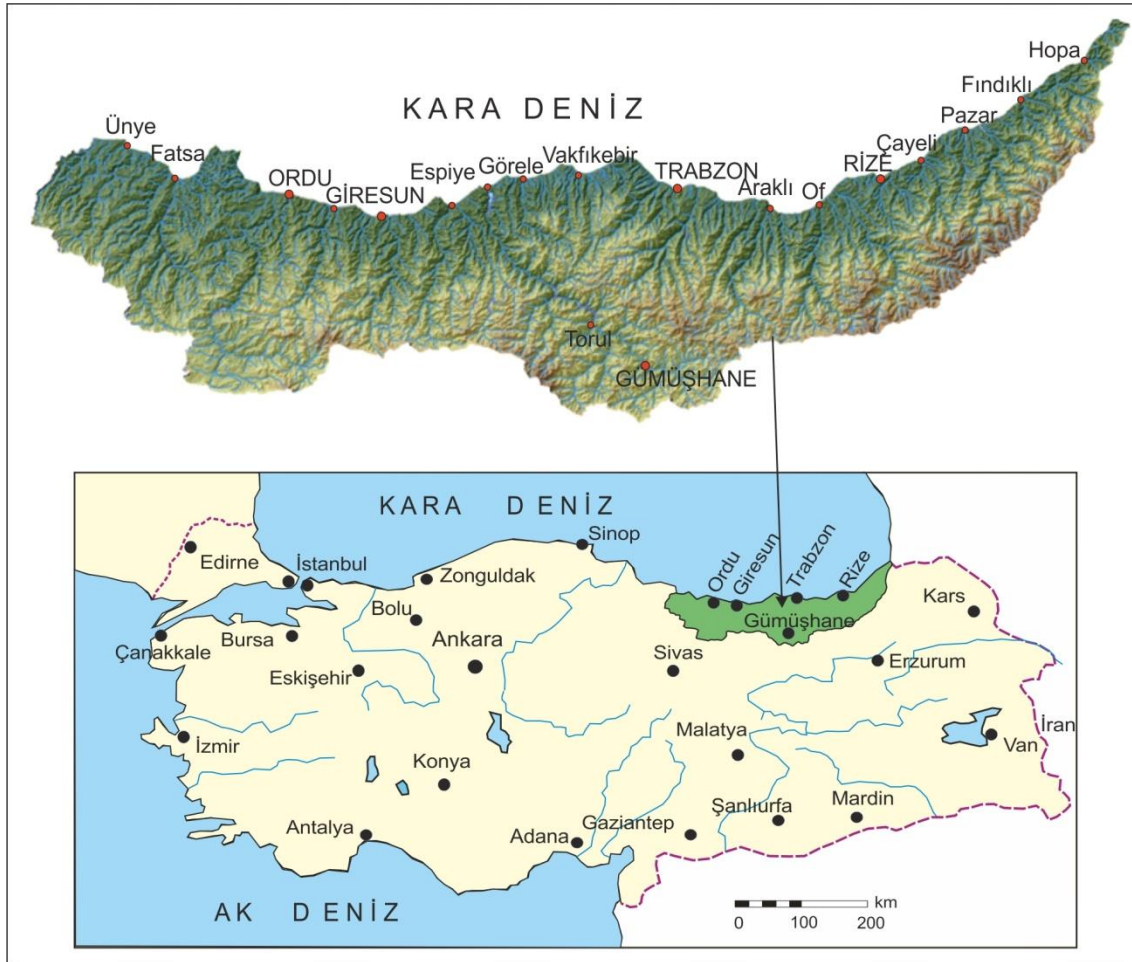 KARA DENİZ
Hopa
Fındıklı
Pazar
Çayeli
RİZE
Of
Araklı
TRABZON
Vakfıkebir
Görele
Espiye
GİRESUN
ORDU
Fatsa
Ünye
Torul
GÜMÜŞHANE
KARA DENİZ
Sinop
Edirne
İstanbul
Zonguldak
Bolu
Ordu
Giresun
Trabzon
Rize
Kars
Gümüşhane
Çanakkale
Bursa
Ankara
Eskişehir
Sivas
Erzurum
İzmir
Konya
Malatya
Van
İran
Antalya
Adana
Gaziantep
Şanlıurfa
Mardin
AK DENİZ
km
0 100 200